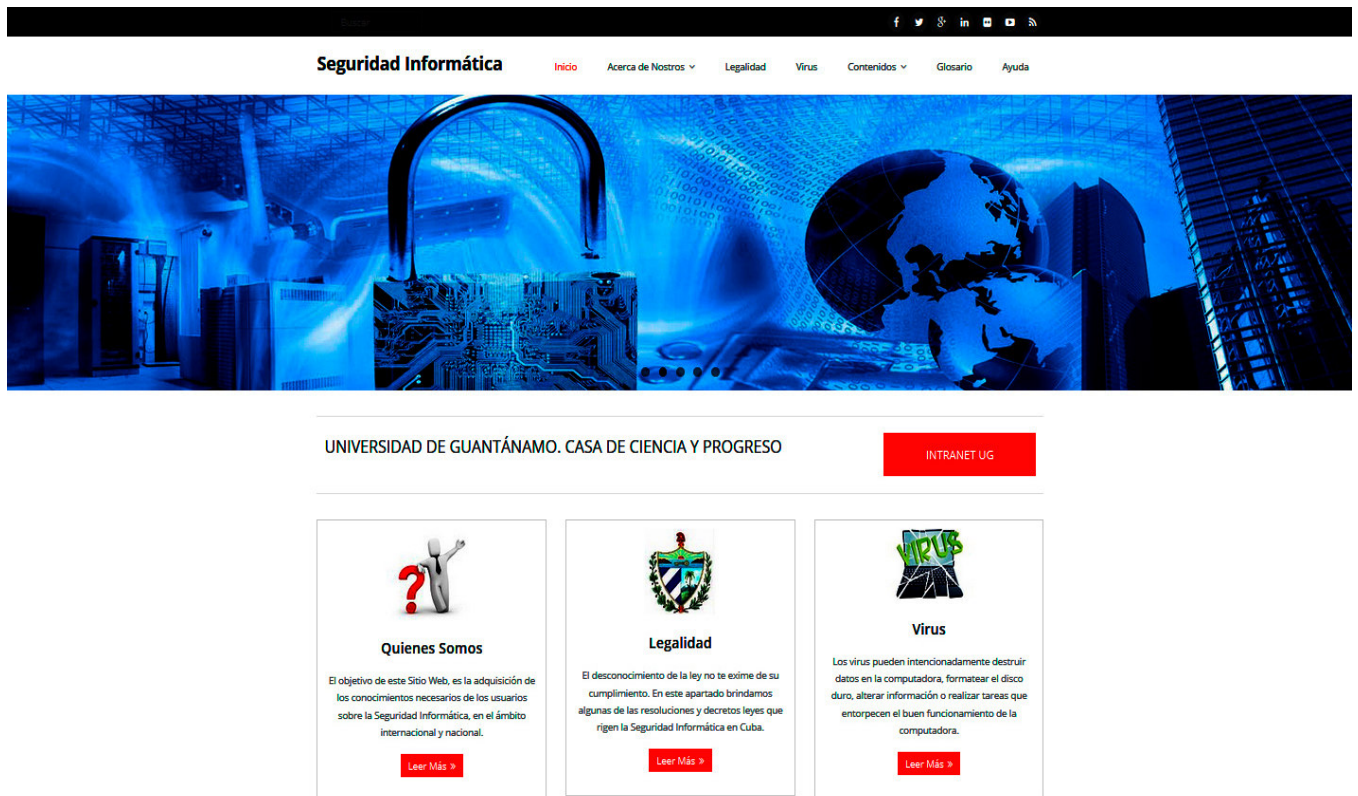 Buscar
Seguridad Informática
Inicio Acerca de Nostros Legalidad Virus Contenidos Glosario Ayuda
UNIVERSIDAD DE GUANTÁNAMO. CASA DE CIENCIA Y PROGRESO
INTRANET UG
Quienes Somos
El objetivo de este Sitio Web, es la adquisición de
los conocimientos necesarios de los usuarios
sobre la Seguridad Informática, en el ámbito
internacional y nacional.
Leer Más »
Legalidad
El desconocimiento de la ley no te exime de su
cumplimiento. En este apartado brindamos
algunas de las resoluciones y decretos leyes que
rigen la Seguridad Informática en Cuba.
Leer Más »
VIRUS
Virus
Los virus pueden intencionadamente destruir
datos en la computadora, formatear el disco
duro, alterar información o realizar tareas que
entorpecen el buen funcionamiento de la
computadora.
Leer Más »